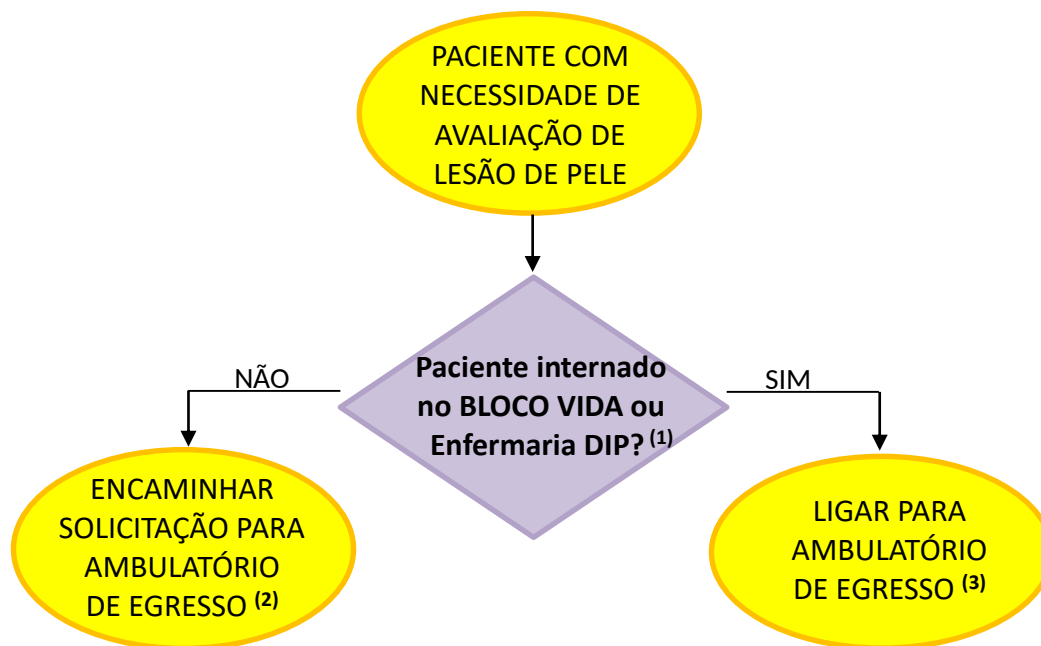 PACIENTE COM
NECESSIDADE DE
AVALIAÇÃO DE
LESÃO DE PELE
NÃO
SIM
Paciente internado
no BLOCO VIDA ou
Enfermaria DIP? (1)
ENCAMINHAR
SOLICITAÇÃO PARA
AMBULATÓRIO
DE EGRESSO (2)
LIGAR PARA
AMBULATÓRIO
DE EGRESSO (3)